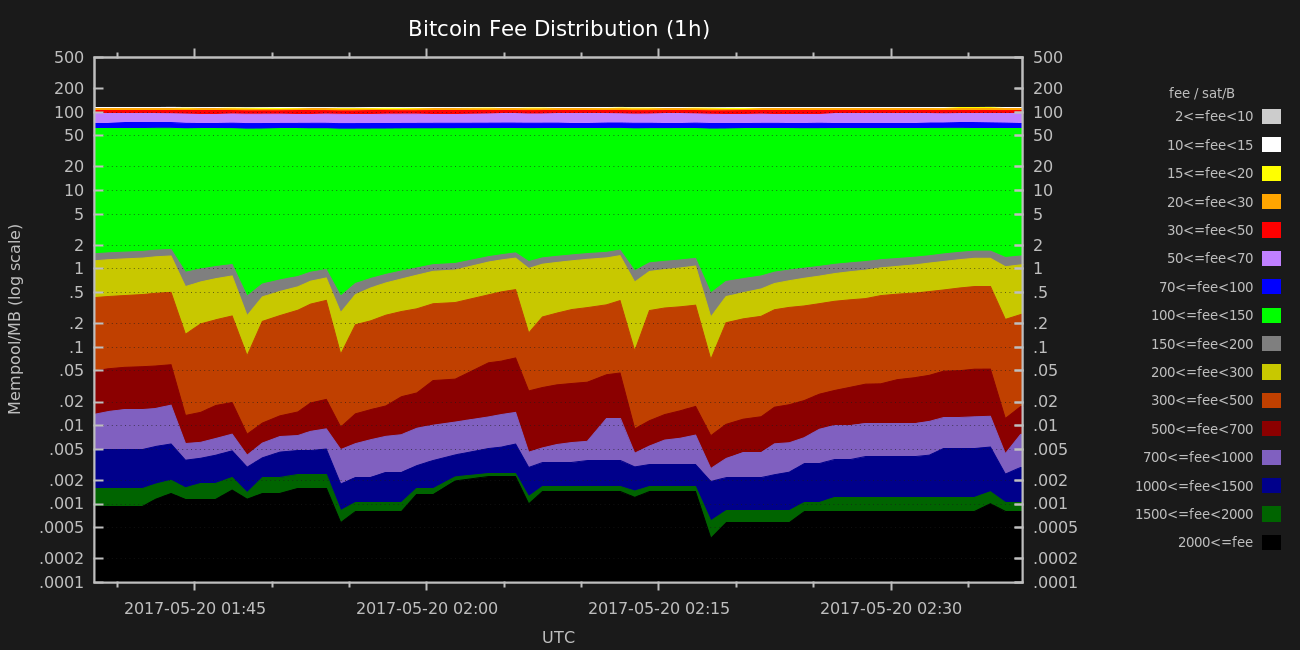 Bitcoin Fee Distribution (1h)
500 500
200 200
100 100
50 50
20 20
10 10
5 5
2 2
1 1
.5 .5
.2 .2
.1 .1
.05 .05
.02 .02
.01 .01
.005 .005
.002 .002
.001 .001
.0005 .0005
.0002 .0002
.0001 .0001
Mempool/MB (log scale)
2017-05-20 01:45 2017-05-20 02:00 2017-05-20 02:15 2017-05-20 02:30
UTC
fee / sat/B
2<=fee<10
10<=fee<15
15<=fee<20
20<=fee<30
30<=fee<50
50<=fee<70
70<=fee<100
100<=fee<150
150<=fee<200
200<=fee<300
300<=fee<500
500<=fee<700
700<=fee<1000
1000<=fee<1500
1500<=fee<2000
2000<=fee